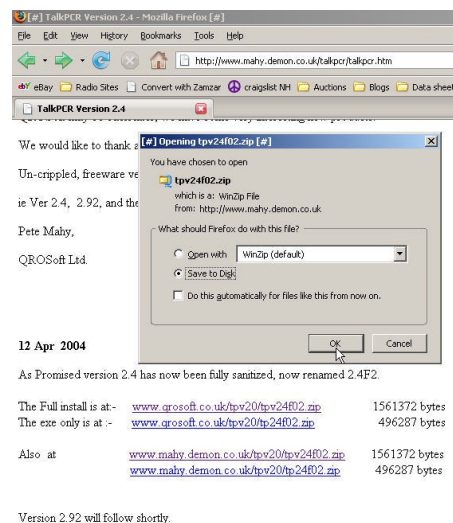 [#] TalkPCR Version 2.4 - Mozilla Firefox [#]
File Edit View History Bookmarks Tools Help
http://www.mahy.demon.co.uk/talkpcr/talkpcr.htm
eBay Radio Sites Convert with Zamzar craigslist NH Auctions Blogs Data sheet
TalkPCR Version 2.4
We would like to thank a
Un-crippled, freeware ve
ie Ver 2.4, 2.92, and the
Pete Mahy,
QROSoft Ltd.
[#] Opening tpv24f02.zip [#]
You have chosen to open
tpv24f02.zip
which is a: WinZip File
from: http://www.mahy.demon.co.uk
What should Firefox do with this file?
Open with WinZip (default)
Save to Disk
Do this automatically for files like this from now on.
OK Cancel
12 Apr 2004
As Promised version 2.4 has now been fully sanitized, now renamed 2.4F2.
The Full install is at:- www.qrosoft.co.uk/tpv20/tpv24f02.zip 1561372 bytes
The exe only is at :- www.qrosoft.co.uk/tpv20/tp24f02.zip 496287 bytes
Also at www.mahy.demon.co.uk/tpv20/tpv24f02.zip 1561372 bytes
www.mahy.demon.co.uk/tpv20/tp24f02.zip 496287 bytes
Version 2.92 will follow shortly.